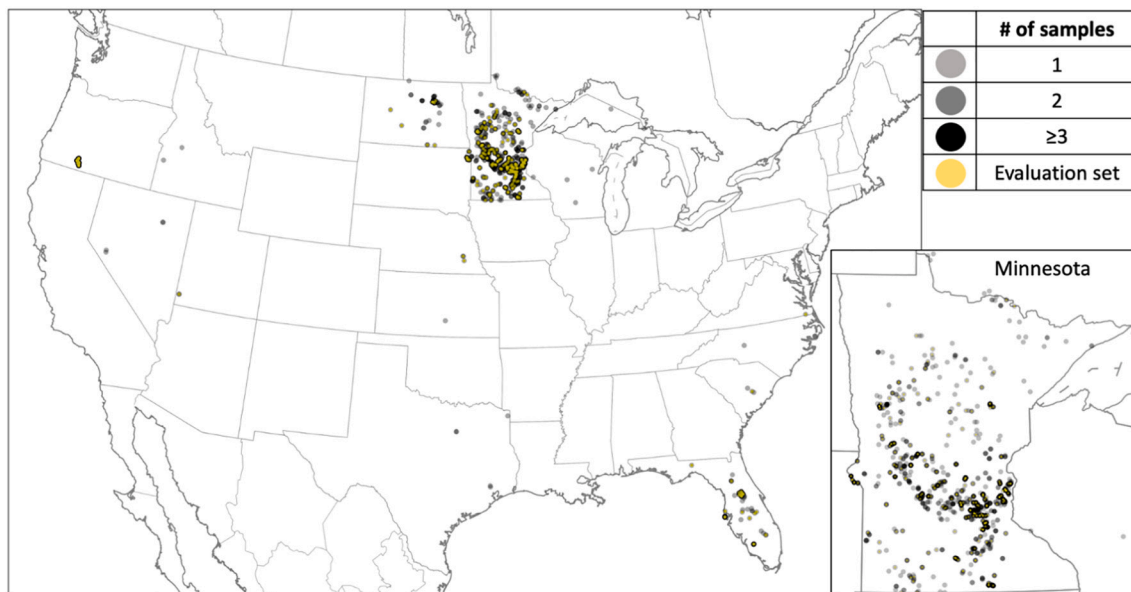 # of samples
1
2
≥3
Evaluation set
Minnesota